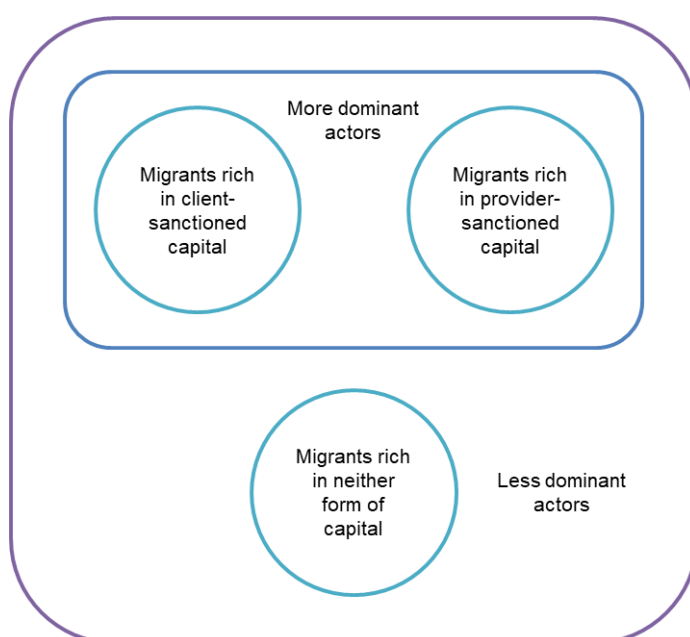 More dominant
actors
Migrants rich
in client-
sanctioned
capital
Migrants rich
in provider-
sanctioned
capital
Migrants rich
in neither
form of
capital
Less dominant
actors